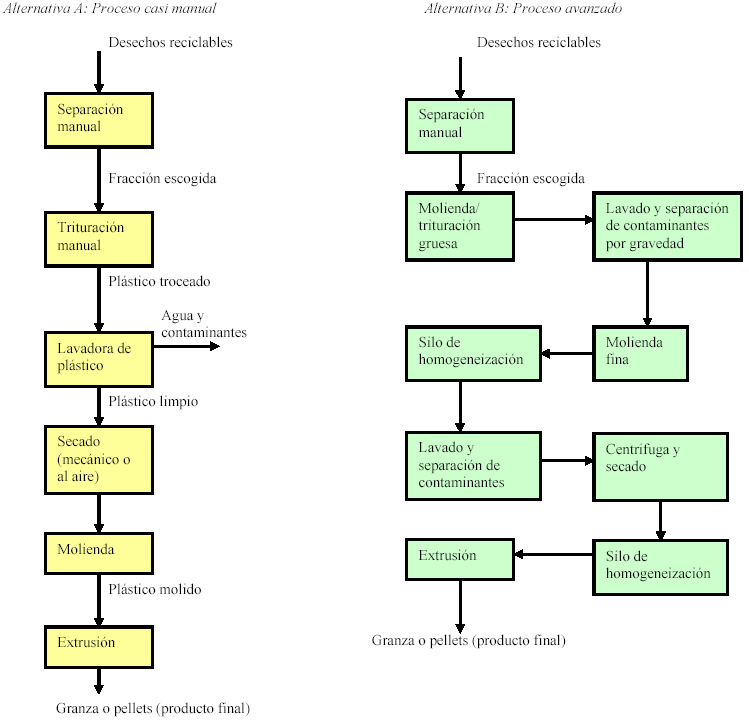 Alternativa A: Proceso casi manual
Desechos reciclables
Separación
manual
Fracción escogida
Trituración
manual
Plástico troceado
Agua y
contaminantes
Lavadora de
plástico
Plástico limpio
Secado
(mecánico o
al aire)
Molienda
Plástico molido
Extrusión
Granza o Pellets (producto final)
Alternativa B: Proceso avanzado
Desechos reciclables
Separación
manual
Fracción escogida
Molienda/
trituración
gruesa
Lavado y separación
de contaminantes
por gravedad
Molienda
fina
Silo de
homogeneización
Lavado y
separación de
contaminantes
Centrifuga y
secado
Silo de
homogeneización
Extrusión
Granza o pellets (producto final)